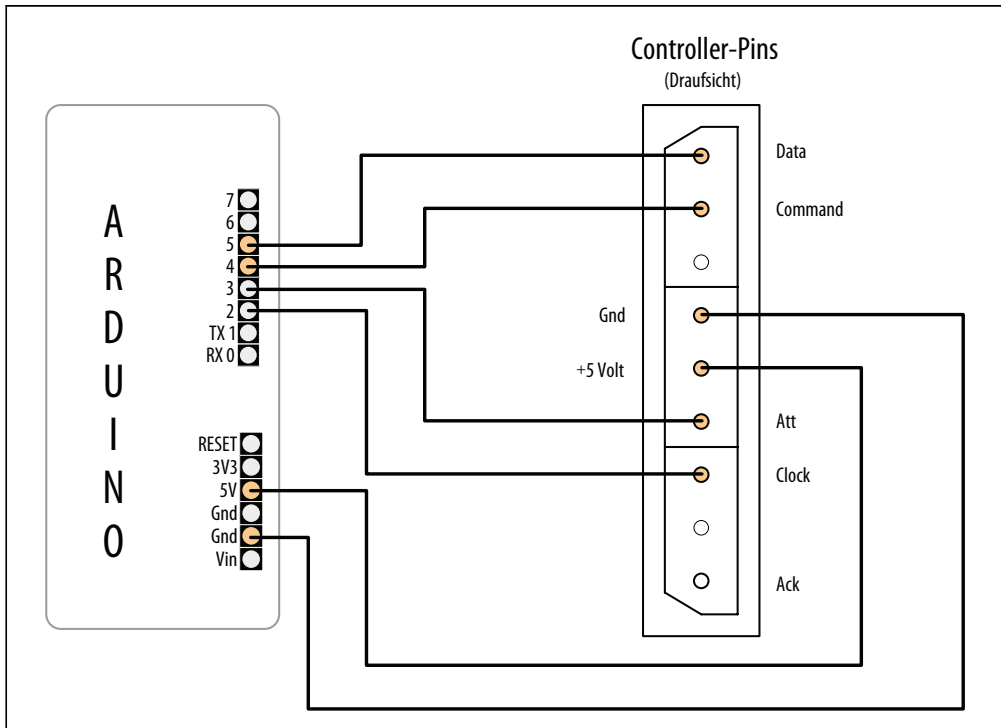 Controller-Pins
(Draufsicht)
A
R
D
U
I
N
O
7
6
5
4
3
2
TX 1
RX 0
RESET
3V3
5V
Gnd
Gnd
Vin
Data
Command
Gnd
+5 Volt
Att
Clock
Ack